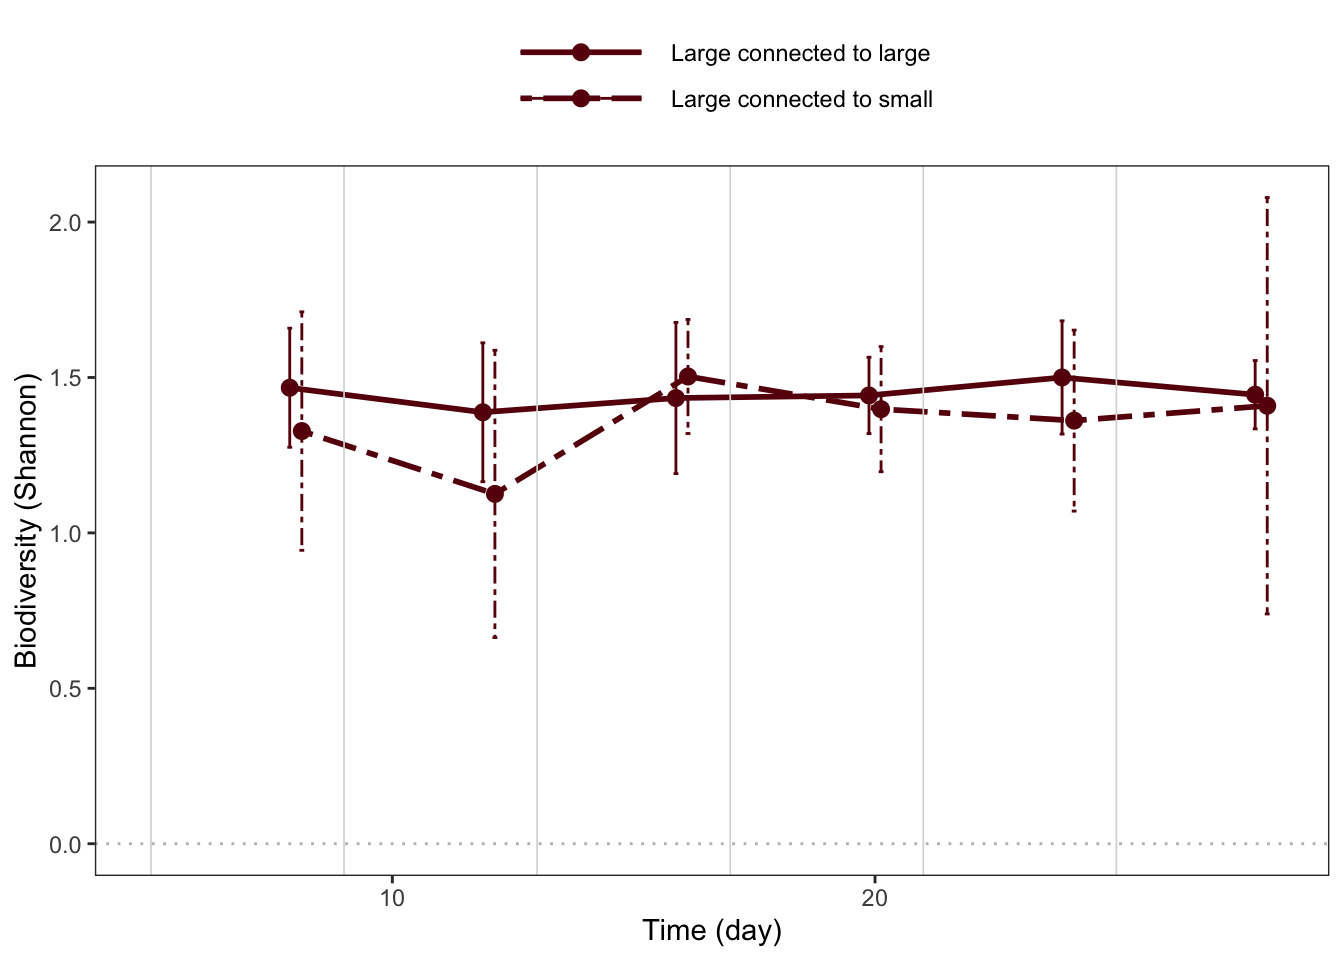 Large connected to large
Large connected to small
Biodiversity (Shannon)
2.0
1.5
1.0
0.5
0.0
10
20
Time (day)